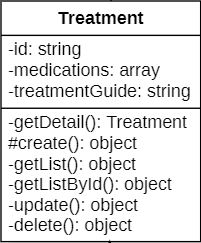 Treatment
-id: string
-medications: array
-treatmentGuide: string
-getDetail(): Treatment
#create(): object
-getList(): object
-getListById(): object
-update(): object
-delete(): object